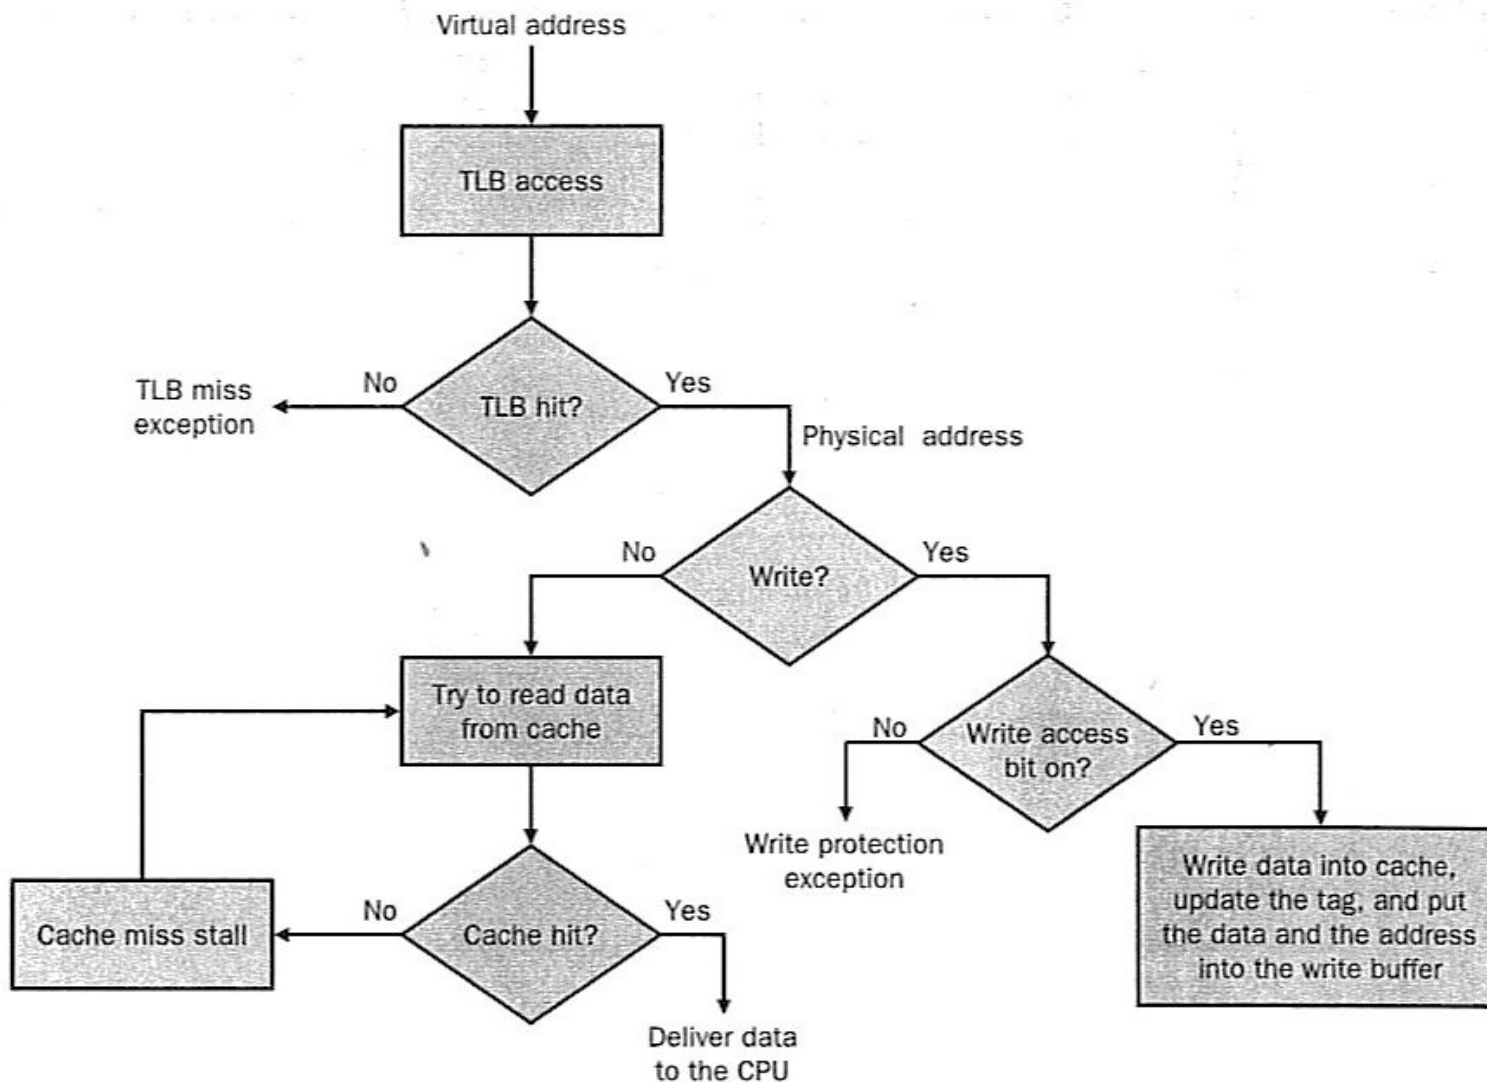 Virtual address
TLB access
TLB hit?
No
Yes
TLB miss
exception
Physical address
Write?
No
Yes
Try to read data
from cache
Write access
bit on?
No
Yes
Write protection
exception
Write data into cache,
update the tag, and put
the data and the address
into the write buffer
Cache hit?
No
Yes
Cache miss stall
Deliver data
to the CPU